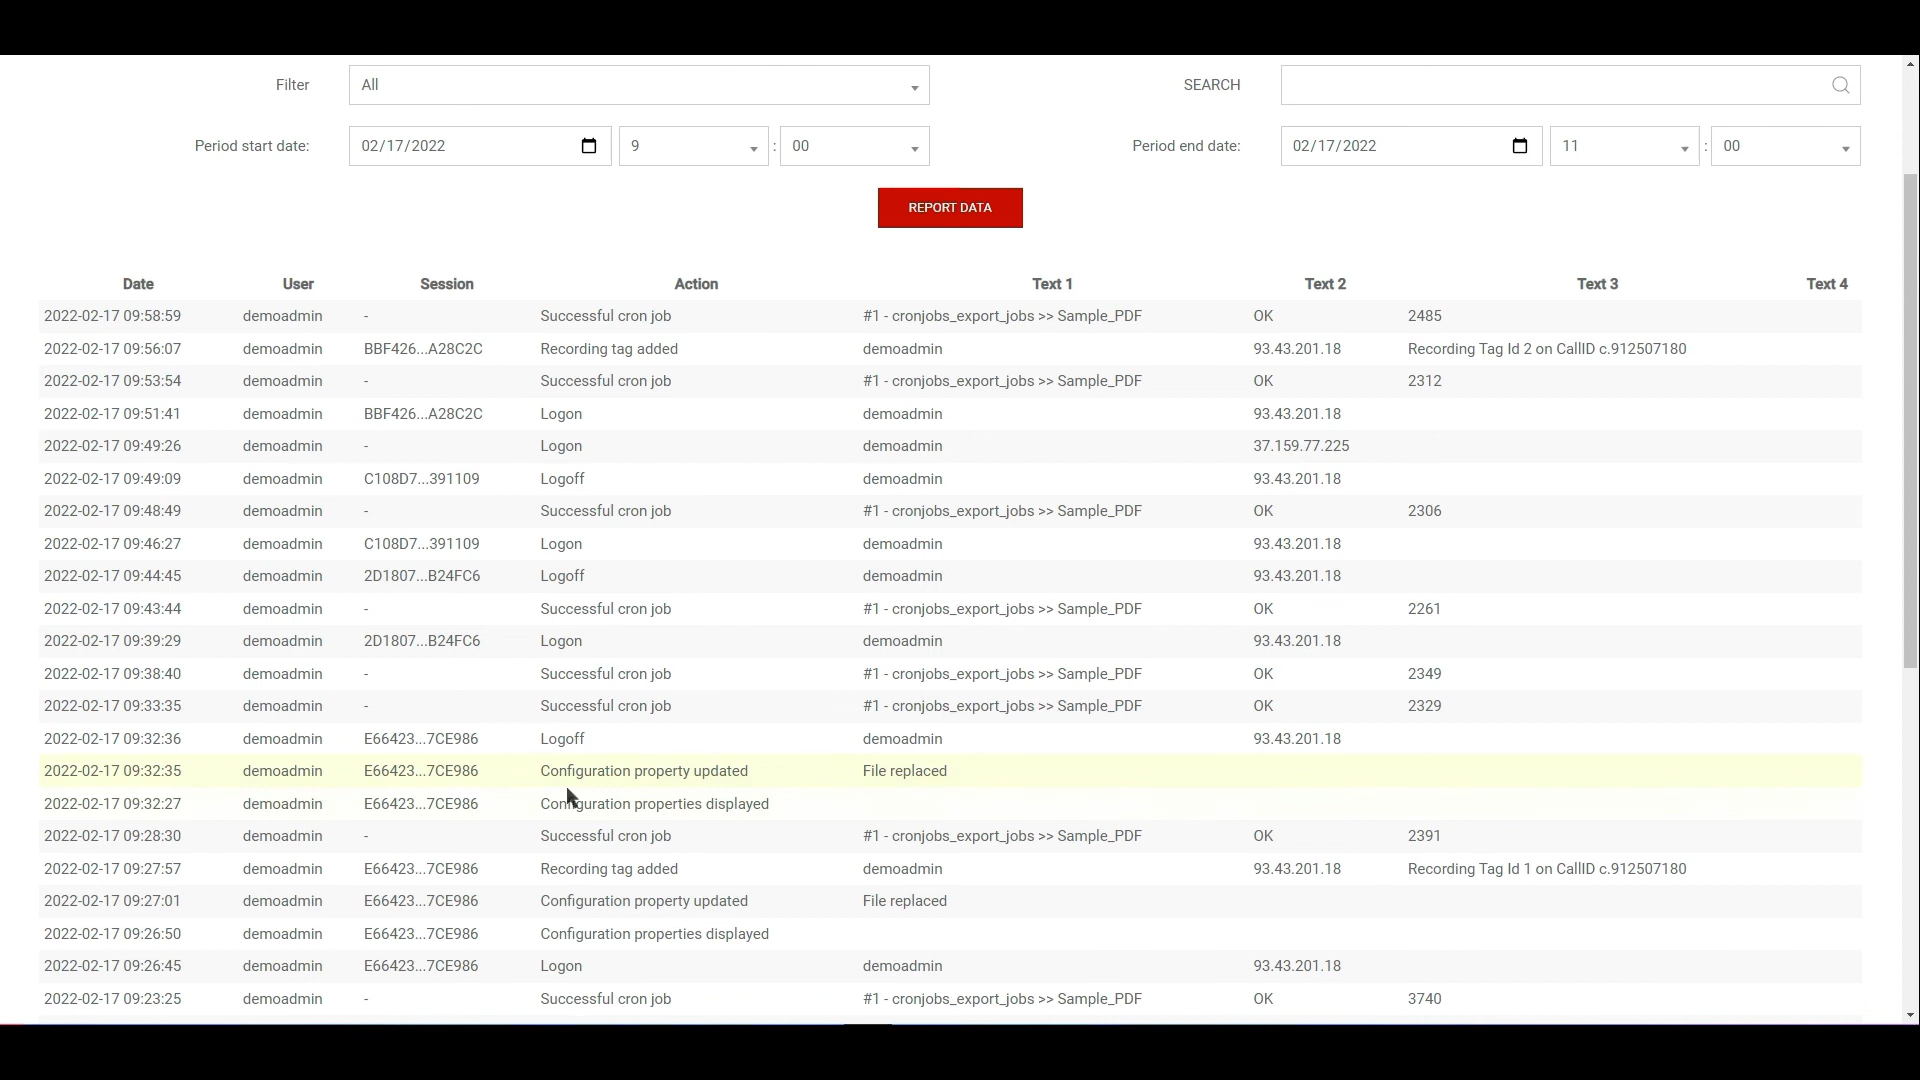 Filter All SEARCH
Period start date: 02/17/2022 9 : 00 Period end date: 02/17/2022 11 : 00
REPORT DATA
Date User Session Action Text 1 Text 2 Text 3 Text 4
2022-02-17 09:58:59 demoadmin - Successful cron job #1 - cronjobs_export_jobs >> Sample_PDF OK 2485
2022-02-17 09:56:07 demoadmin BBF426...A28C2C Recording tag added demoadmin 93.43.201.18 Recording Tag Id 2 on CallID c.912507180
2022-02-17 09:53:54 demoadmin - Successful cron job #1 - cronjobs_export_jobs >> Sample_PDF OK 2312
2022-02-17 09:51:41 demoadmin BBF426...A28C2C Logon demoadmin 93.43.201.18
2022-02-17 09:49:26 demoadmin - Logon demoadmin 37.159.77.225
2022-02-17 09:49:09 demoadmin C108D7...391109 Logoff demoadmin 93.43.201.18
2022-02-17 09:48:49 demoadmin - Successful cron job #1 - cronjobs_export_jobs >> Sample_PDF OK 2306
2022-02-17 09:46:27 demoadmin C108D7...391109 Logon demoadmin 93.43.201.18
2022-02-17 09:44:45 demoadmin 2D1807...B24FC6 Logoff demoadmin 93.43.201.18
2022-02-17 09:43:44 demoadmin - Successful cron job #1 - cronjobs_export_jobs >> Sample_PDF OK 2261
2022-02-17 09:39:29 demoadmin 2D1807...B24FC6 Logon demoadmin 93.43.201.18
2022-02-17 09:38:40 demoadmin - Successful cron job #1 - cronjobs_export_jobs >> Sample_PDF OK 2349
2022-02-17 09:33:35 demoadmin - Successful cron job #1 - cronjobs_export_jobs >> Sample_PDF OK 2329
2022-02-17 09:32:36 demoadmin E66423...7CE986 Logoff demoadmin 93.43.201.18
2022-02-17 09:32:35 demoadmin E66423...7CE986 Configuration property updated File replaced
2022-02-17 09:32:27 demoadmin E66423...7CE986 Configuration properties displayed
2022-02-17 09:28:30 demoadmin - Successful cron job #1 - cronjobs_export_jobs >> Sample_PDF OK 2391
2022-02-17 09:27:57 demoadmin E66423...7CE986 Recording tag added demoadmin 93.43.201.18 Recording Tag Id 1 on CallID c.912507180
2022-02-17 09:27:01 demoadmin E66423...7CE986 Configuration property updated File replaced
2022-02-17 09:26:50 demoadmin E66423...7CE986 Configuration properties displayed
2022-02-17 09:26:45 demoadmin E66423...7CE986 Logon demoadmin 93.43.201.18
2022-02-17 09:23:25 demoadmin - Successful cron job #1 - cronjobs_export_jobs >> Sample_PDF OK 3740